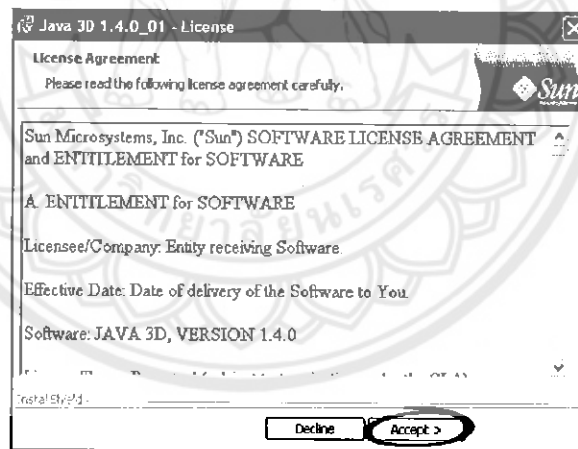 Java 3D 1.4.0_01 - License
License Agreement
Please read the following license agreement carefully.
Sun
Sun Microsystems, Inc. ("Sun") SOFTWARE LICENSE AGREEMENT
and ENTITLEMENT for SOFTWARE
A. ENTITLEMENT for SOFTWARE
Licensee/Company: Entity receiving Software.
Effective Date: Date of delivery of the Software to You.
Software: JAVA 3D, VERSION 1.4.0
InstallShield
Decline
Accept >